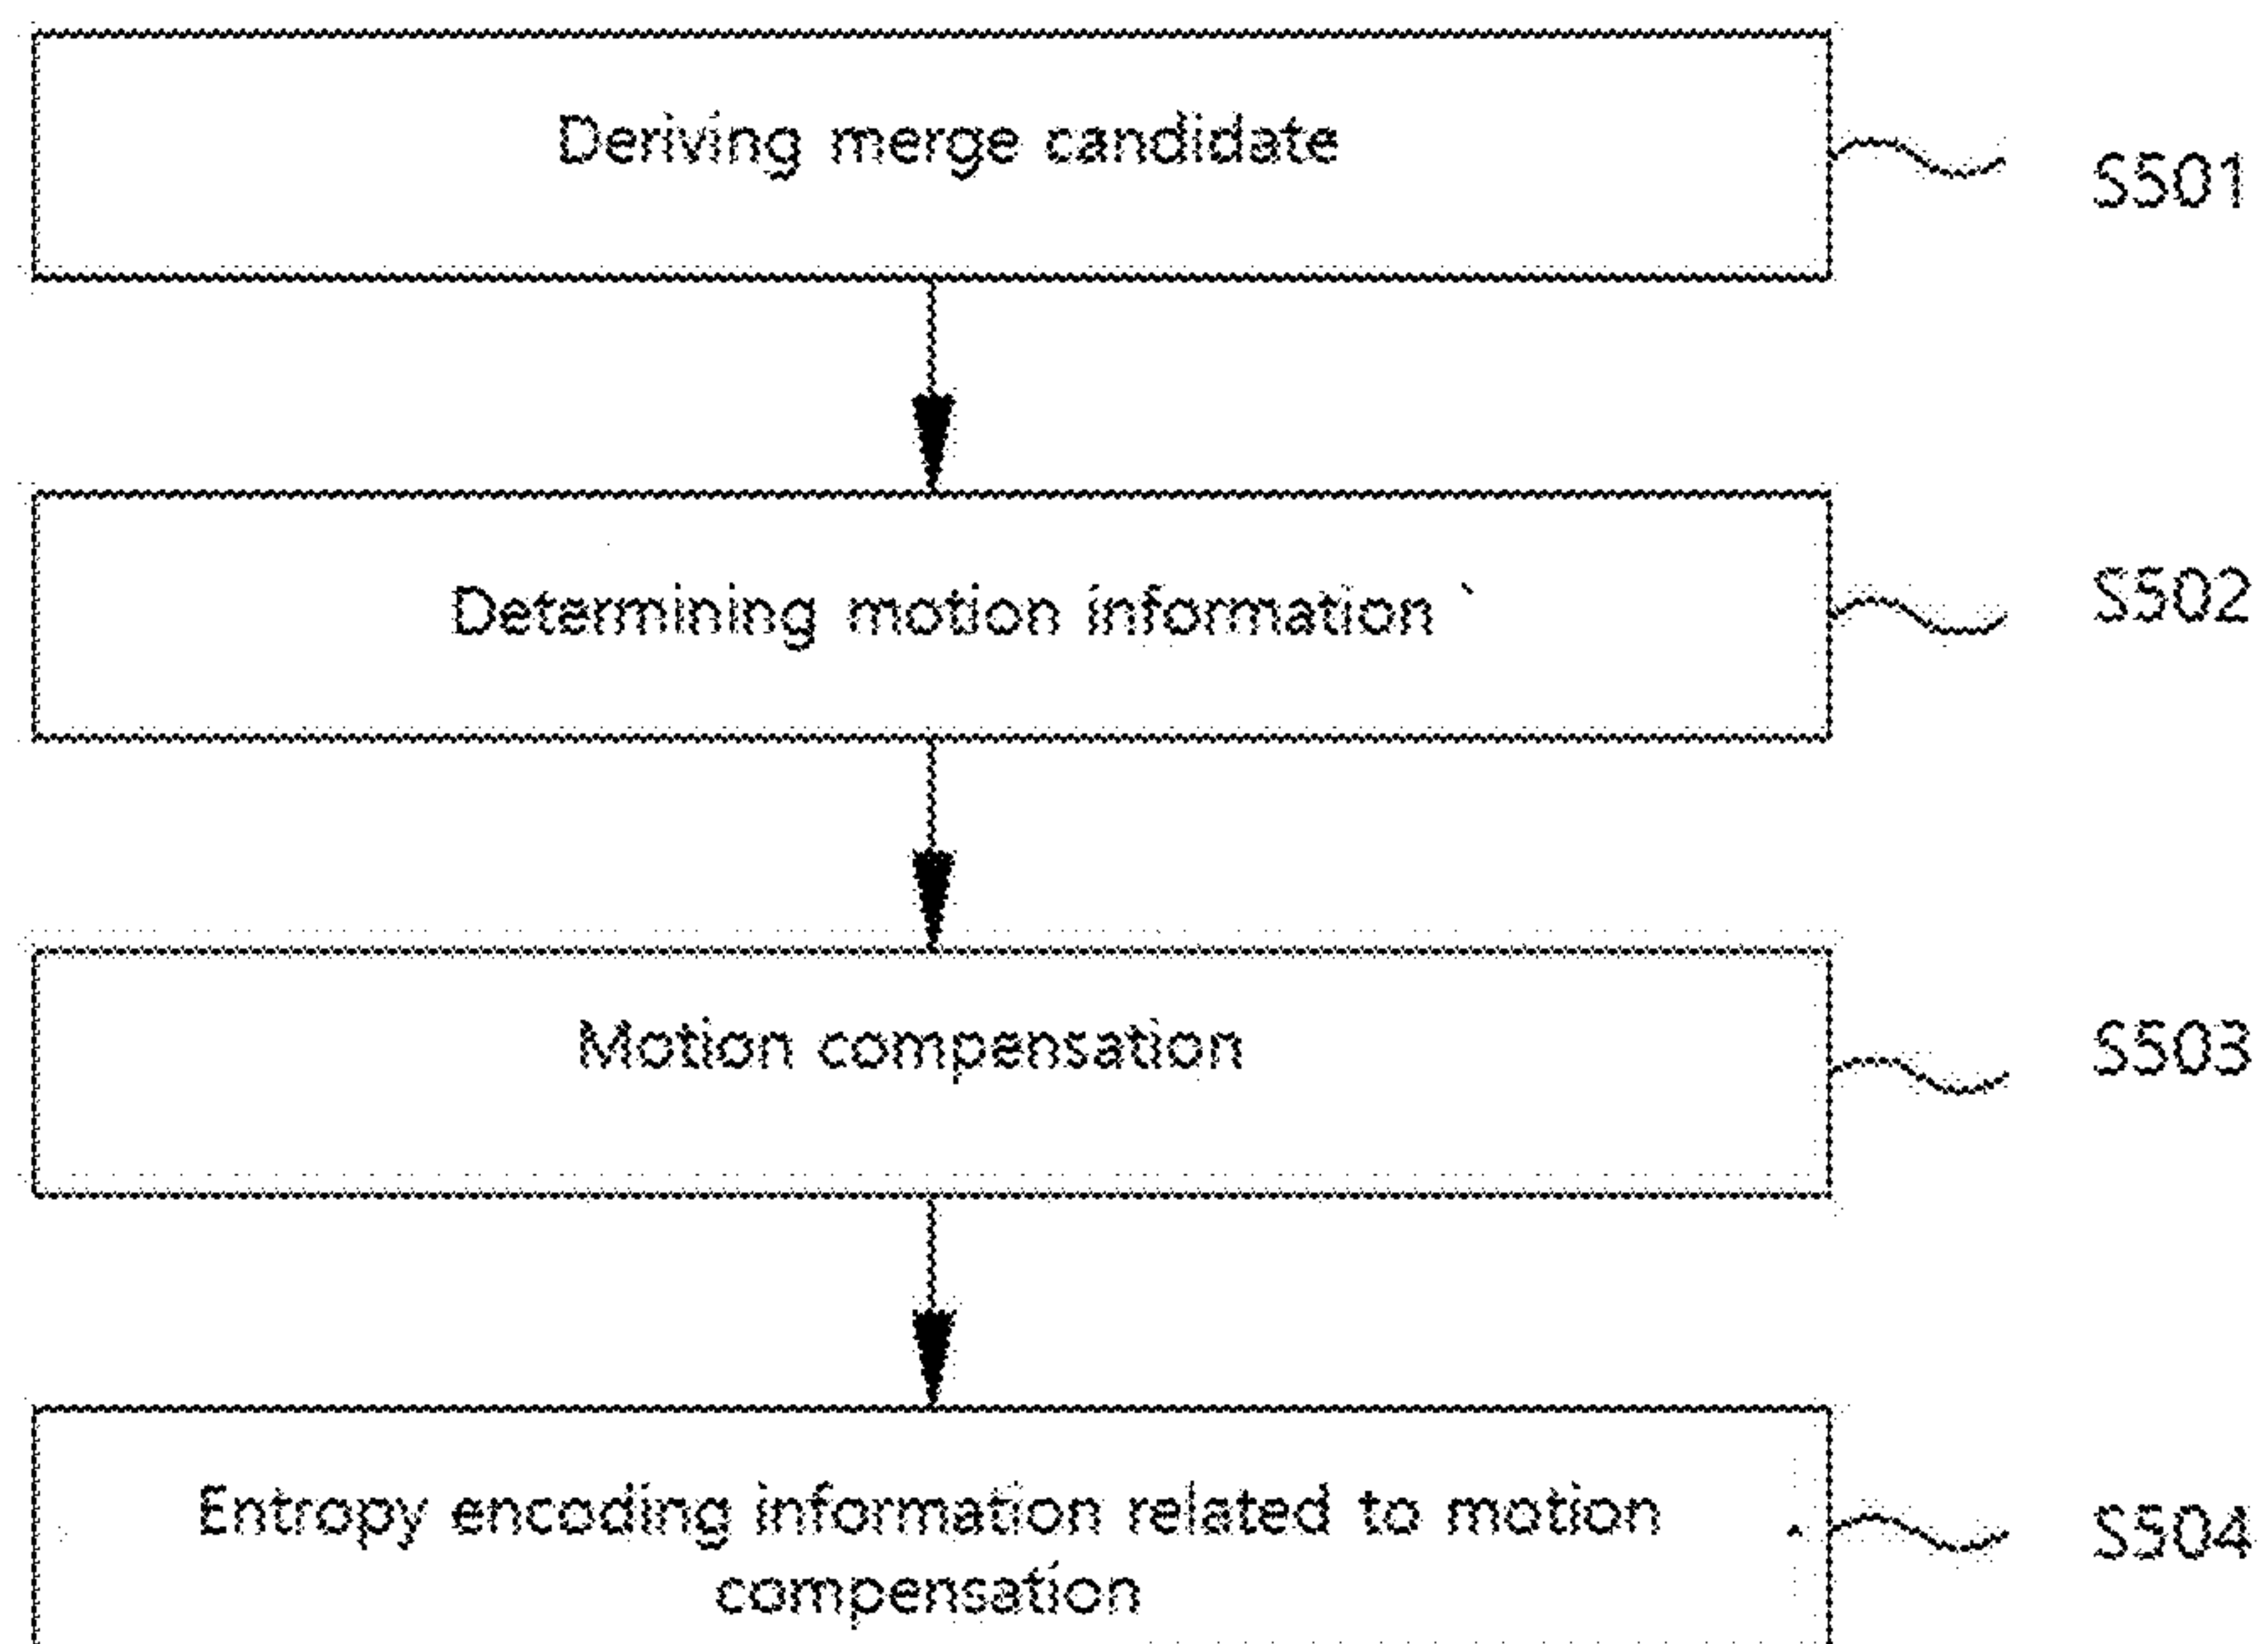 Deriving merge candidate
S501
Determining motion information `
S502
Motion compensation
S503
Entropy encoding information related to motion
compensation
S504